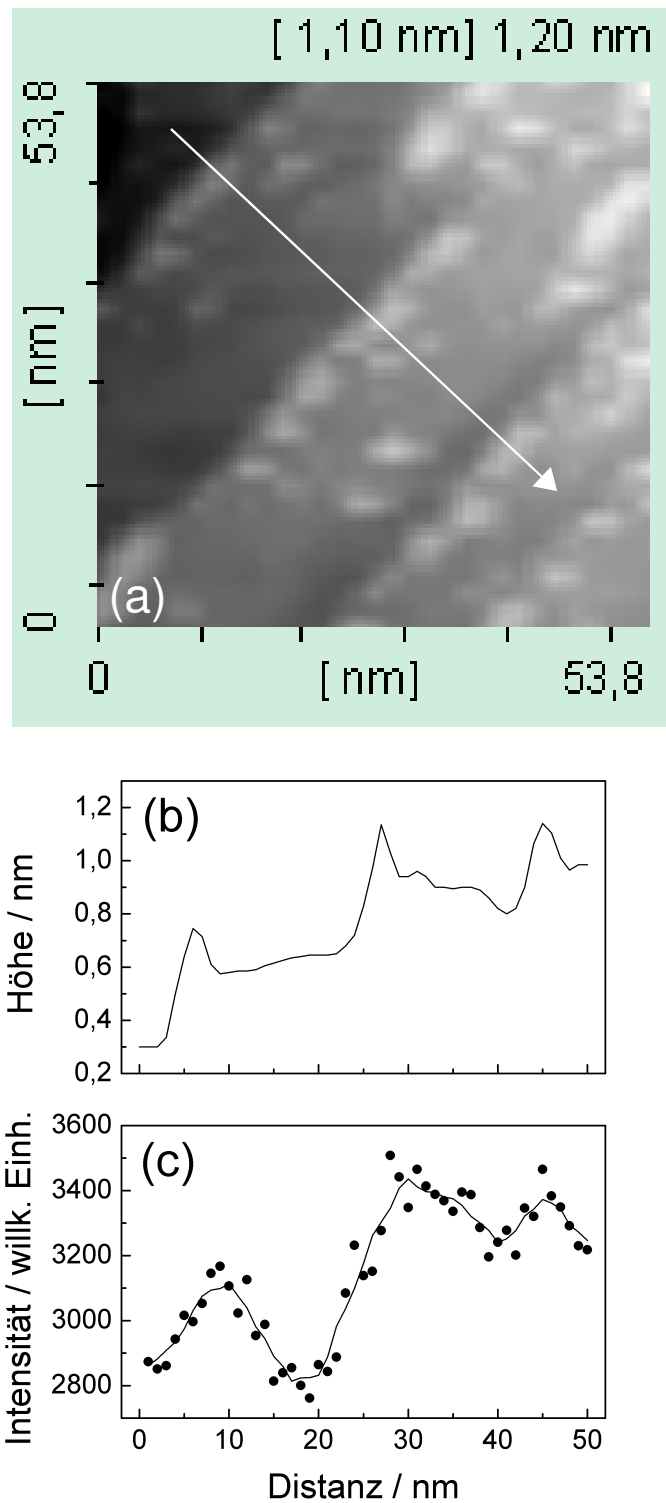 [ 1,10 nm] 1,20 nm
53,8
[ nm]
0
(a)
0 [ nm] 53,8
(b)
Höhe / nm
1,2
1,0
0,8
0,6
0,4
0,2
(c)
Intensität / willk. Einh.
3600
3400
3200
3000
2800
0 10 20 30 40 50
Distanz / nm